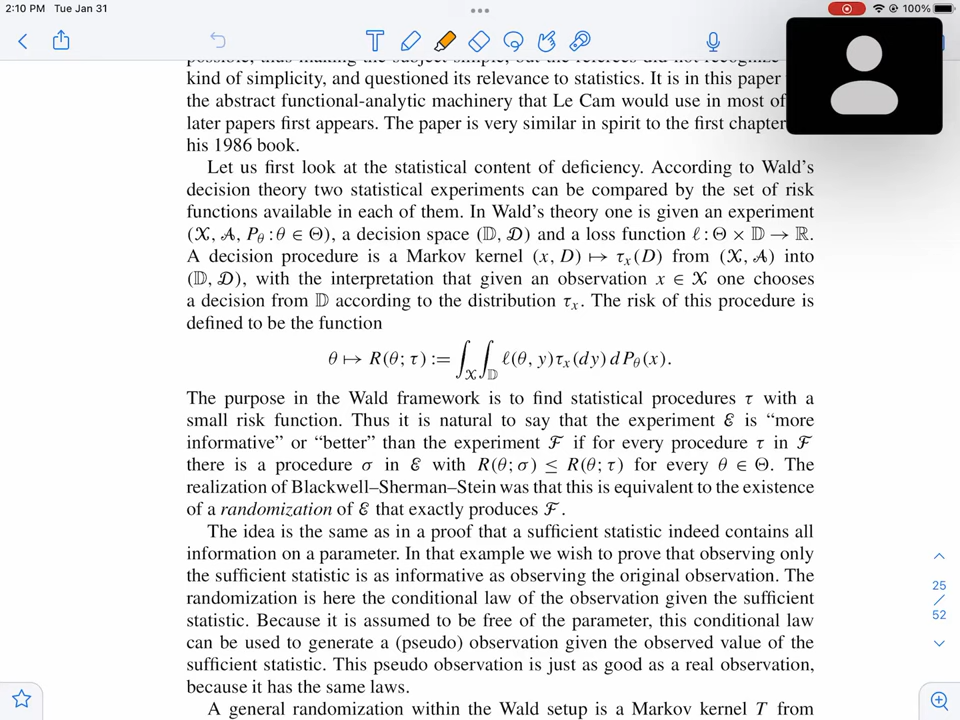 2:10 PM Tue Jan 31
100%
kind of simplicity, and questioned its relevance to statistics. It is in this paper
the abstract functional-analytic machinery that Le Cam would use in most of
later papers first appears. The paper is very similar in spirit to the first chapter
his 1986 book.
Let us first look at the statistical content of deficiency. According to Wald’s
decision theory two statistical experiments can be compared by the set of risk
functions available in each of them. In Wald’s theory one is given an experiment
(𝒳, 𝒜, P_θ : θ ∈ Θ), a decision space (𝔻, 𝒟) and a loss function ℓ : Θ × 𝔻 → ℝ.
A decision procedure is a Markov kernel (x, D) ↦ τ_x(D) from (𝒳, 𝒜) into
(𝔻, 𝒟), with the interpretation that given an observation x ∈ 𝒳 one chooses
a decision from 𝔻 according to the distribution τ_x. The risk of this procedure is
defined to be the function
θ ↦ R(θ; τ) := ∫_𝒳 ∫_𝔻 ℓ(θ, y)τ_x(dy) dP_θ(x).
The purpose in the Wald framework is to find statistical procedures τ with a
small risk function. Thus it is natural to say that the experiment ℰ is “more
informative” or “better” than the experiment ℱ if for every procedure τ in ℱ
there is a procedure σ in ℰ with R(θ; σ) ≤ R(θ; τ) for every θ ∈ Θ. The
realization of Blackwell–Sherman–Stein was that this is equivalent to the existence
of a randomization of ℰ that exactly produces ℱ.
The idea is the same as in a proof that a sufficient statistic indeed contains all
information on a parameter. In that example we wish to prove that observing only
the sufficient statistic is as informative as observing the original observation. The
randomization is here the conditional law of the observation given the sufficient
statistic. Because it is assumed to be free of the parameter, this conditional law
can be used to generate a (pseudo) observation given the observed value of the
sufficient statistic. This pseudo observation is just as good as a real observation,
because it has the same laws.
A general randomization within the Wald setup is a Markov kernel T from
25
/
52